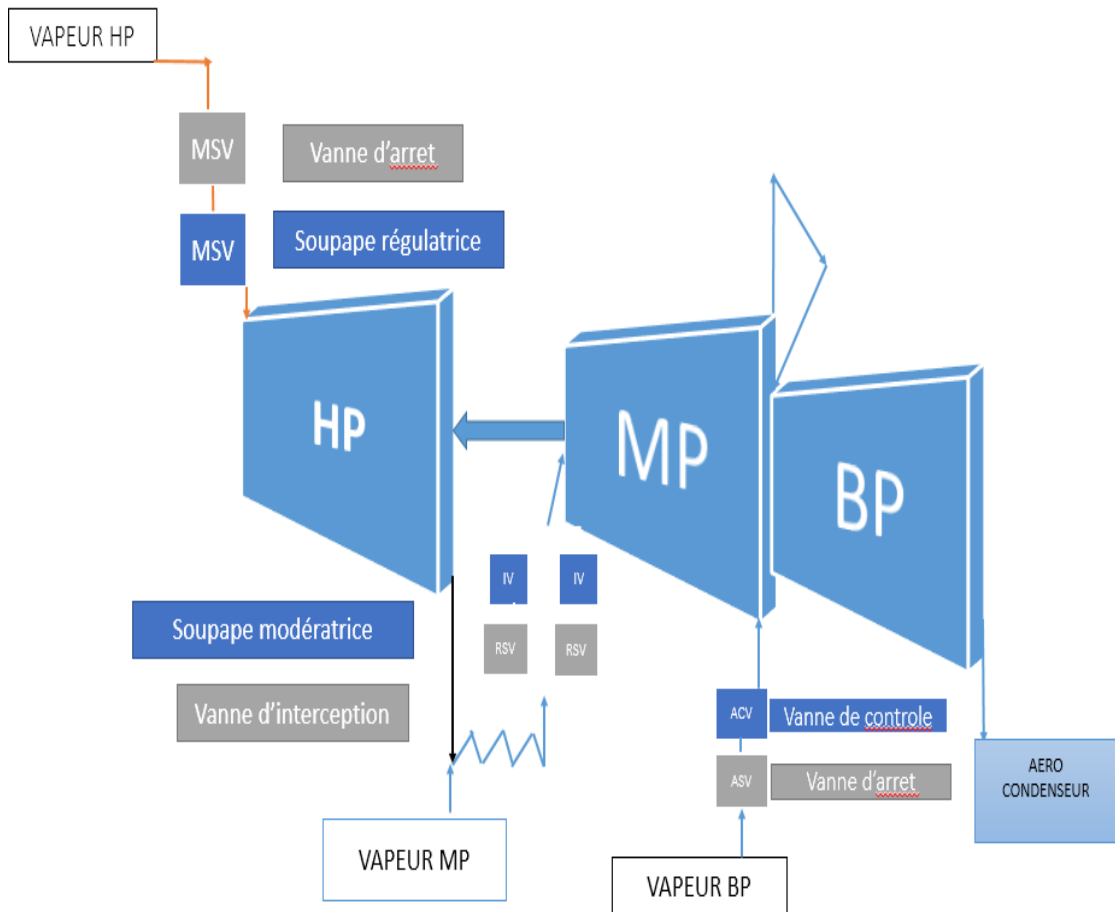 VAPEUR HP
MSV
Vanne d'arret
MSV
Soupape régulatrice
HP
MP
BP
IV
IV
Soupape modératrice
RSV
RSV
Vanne d'interception
ACV
Vanne de controle
ASV
Vanne d'arret
AERO
CONDENSEUR
VAPEUR MP
VAPEUR BP